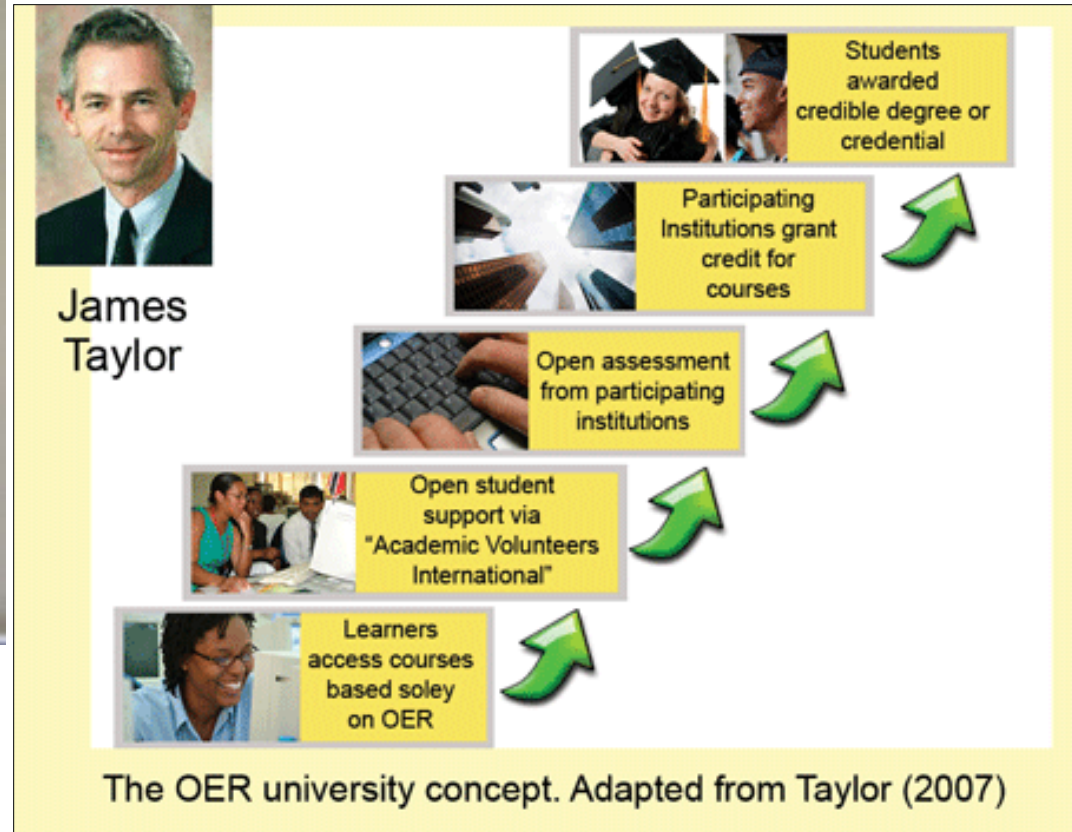 James
Taylor
Students
awarded
credible degree or
credential
Participating
Institutions grant
credit for
courses
Open assessment
from participating
institutions
Open student
support via
“Academic Volunteers
International”
Learners
access courses
based soley
on OER
The OER university concept. Adapted from Taylor (2007)